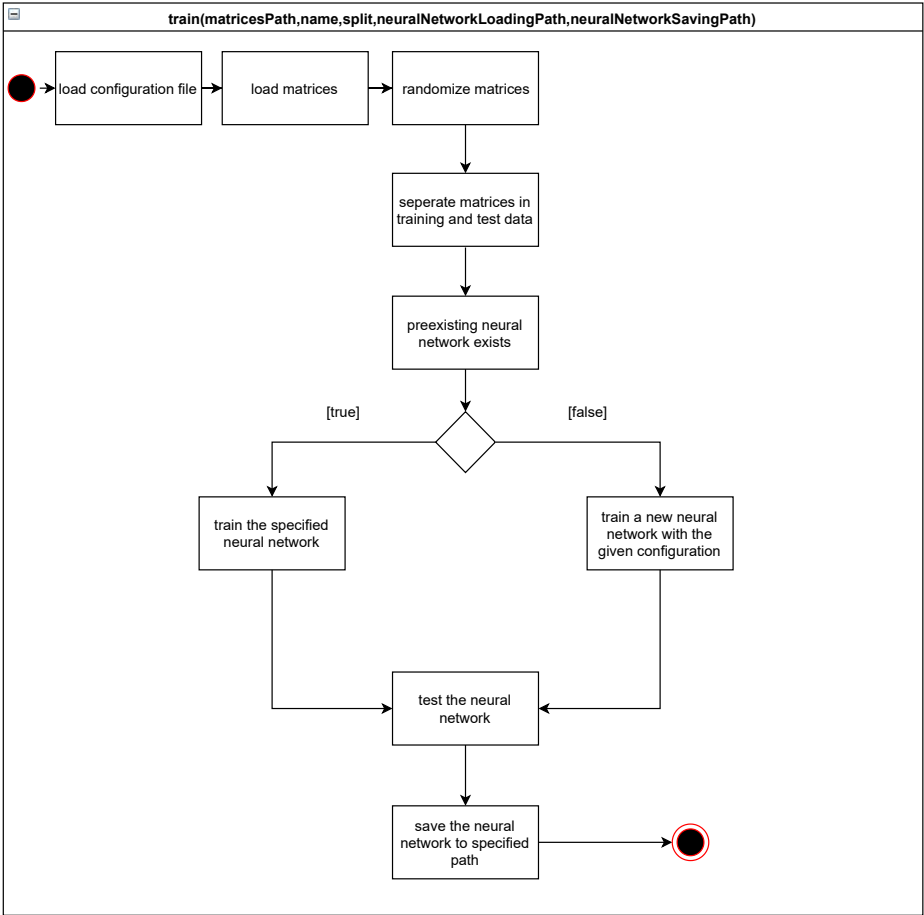 train(matricesPath,name,split,neuralNetworkLoadingPath,neuralNetworkSavingPath)
load configuration file
load matrices
randomize matrices
seperate matrices in
training and test data
preexisting neural
network exists
[true]
[false]
train the specified
neural network
train a new neural
network with the
given configuration
test the neural
network
save the neural
network to specified
path